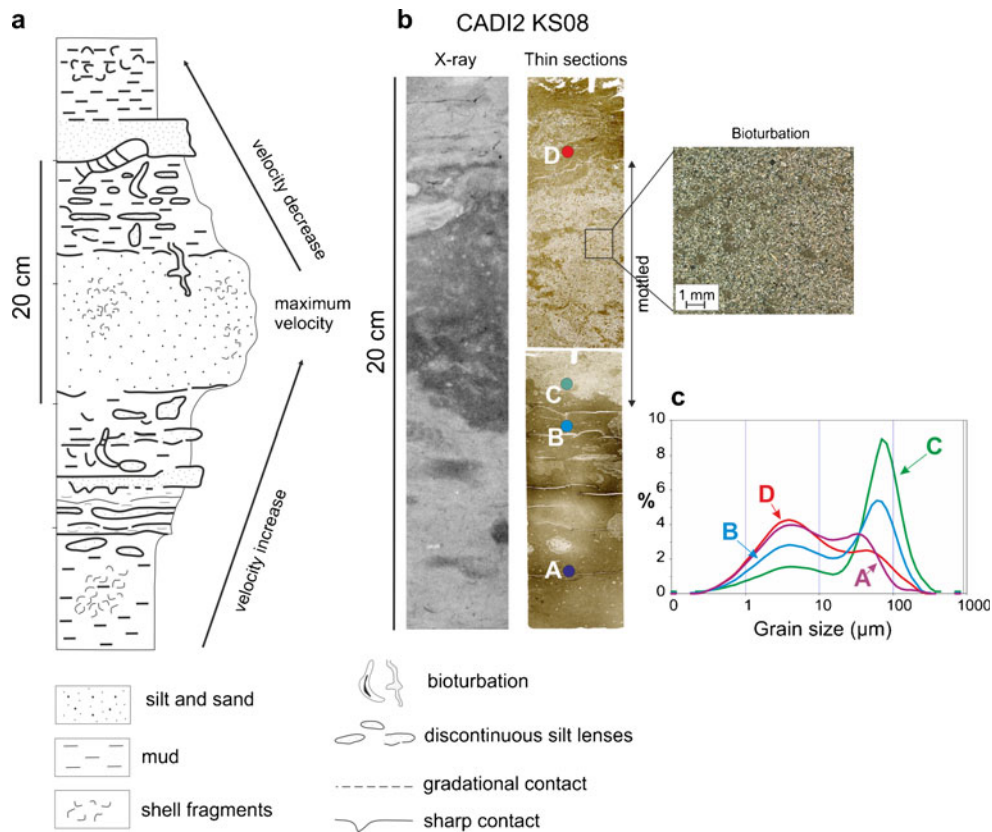 a
20 cm
velocity decrease
maximum
velocity
velocity increase
silt and sand
mud
shell fragments
bioturbation
discontinuous silt lenses
gradational contact
sharp contact
b
CADI2 KS08
X-ray
Thin sections
20 cm
D
C
B
A
mottled
Bioturbation
1 mm
c
10
8
6
%
4
2
0
C
D
B
A
0
1
10
100
1000
Grain size (µm)